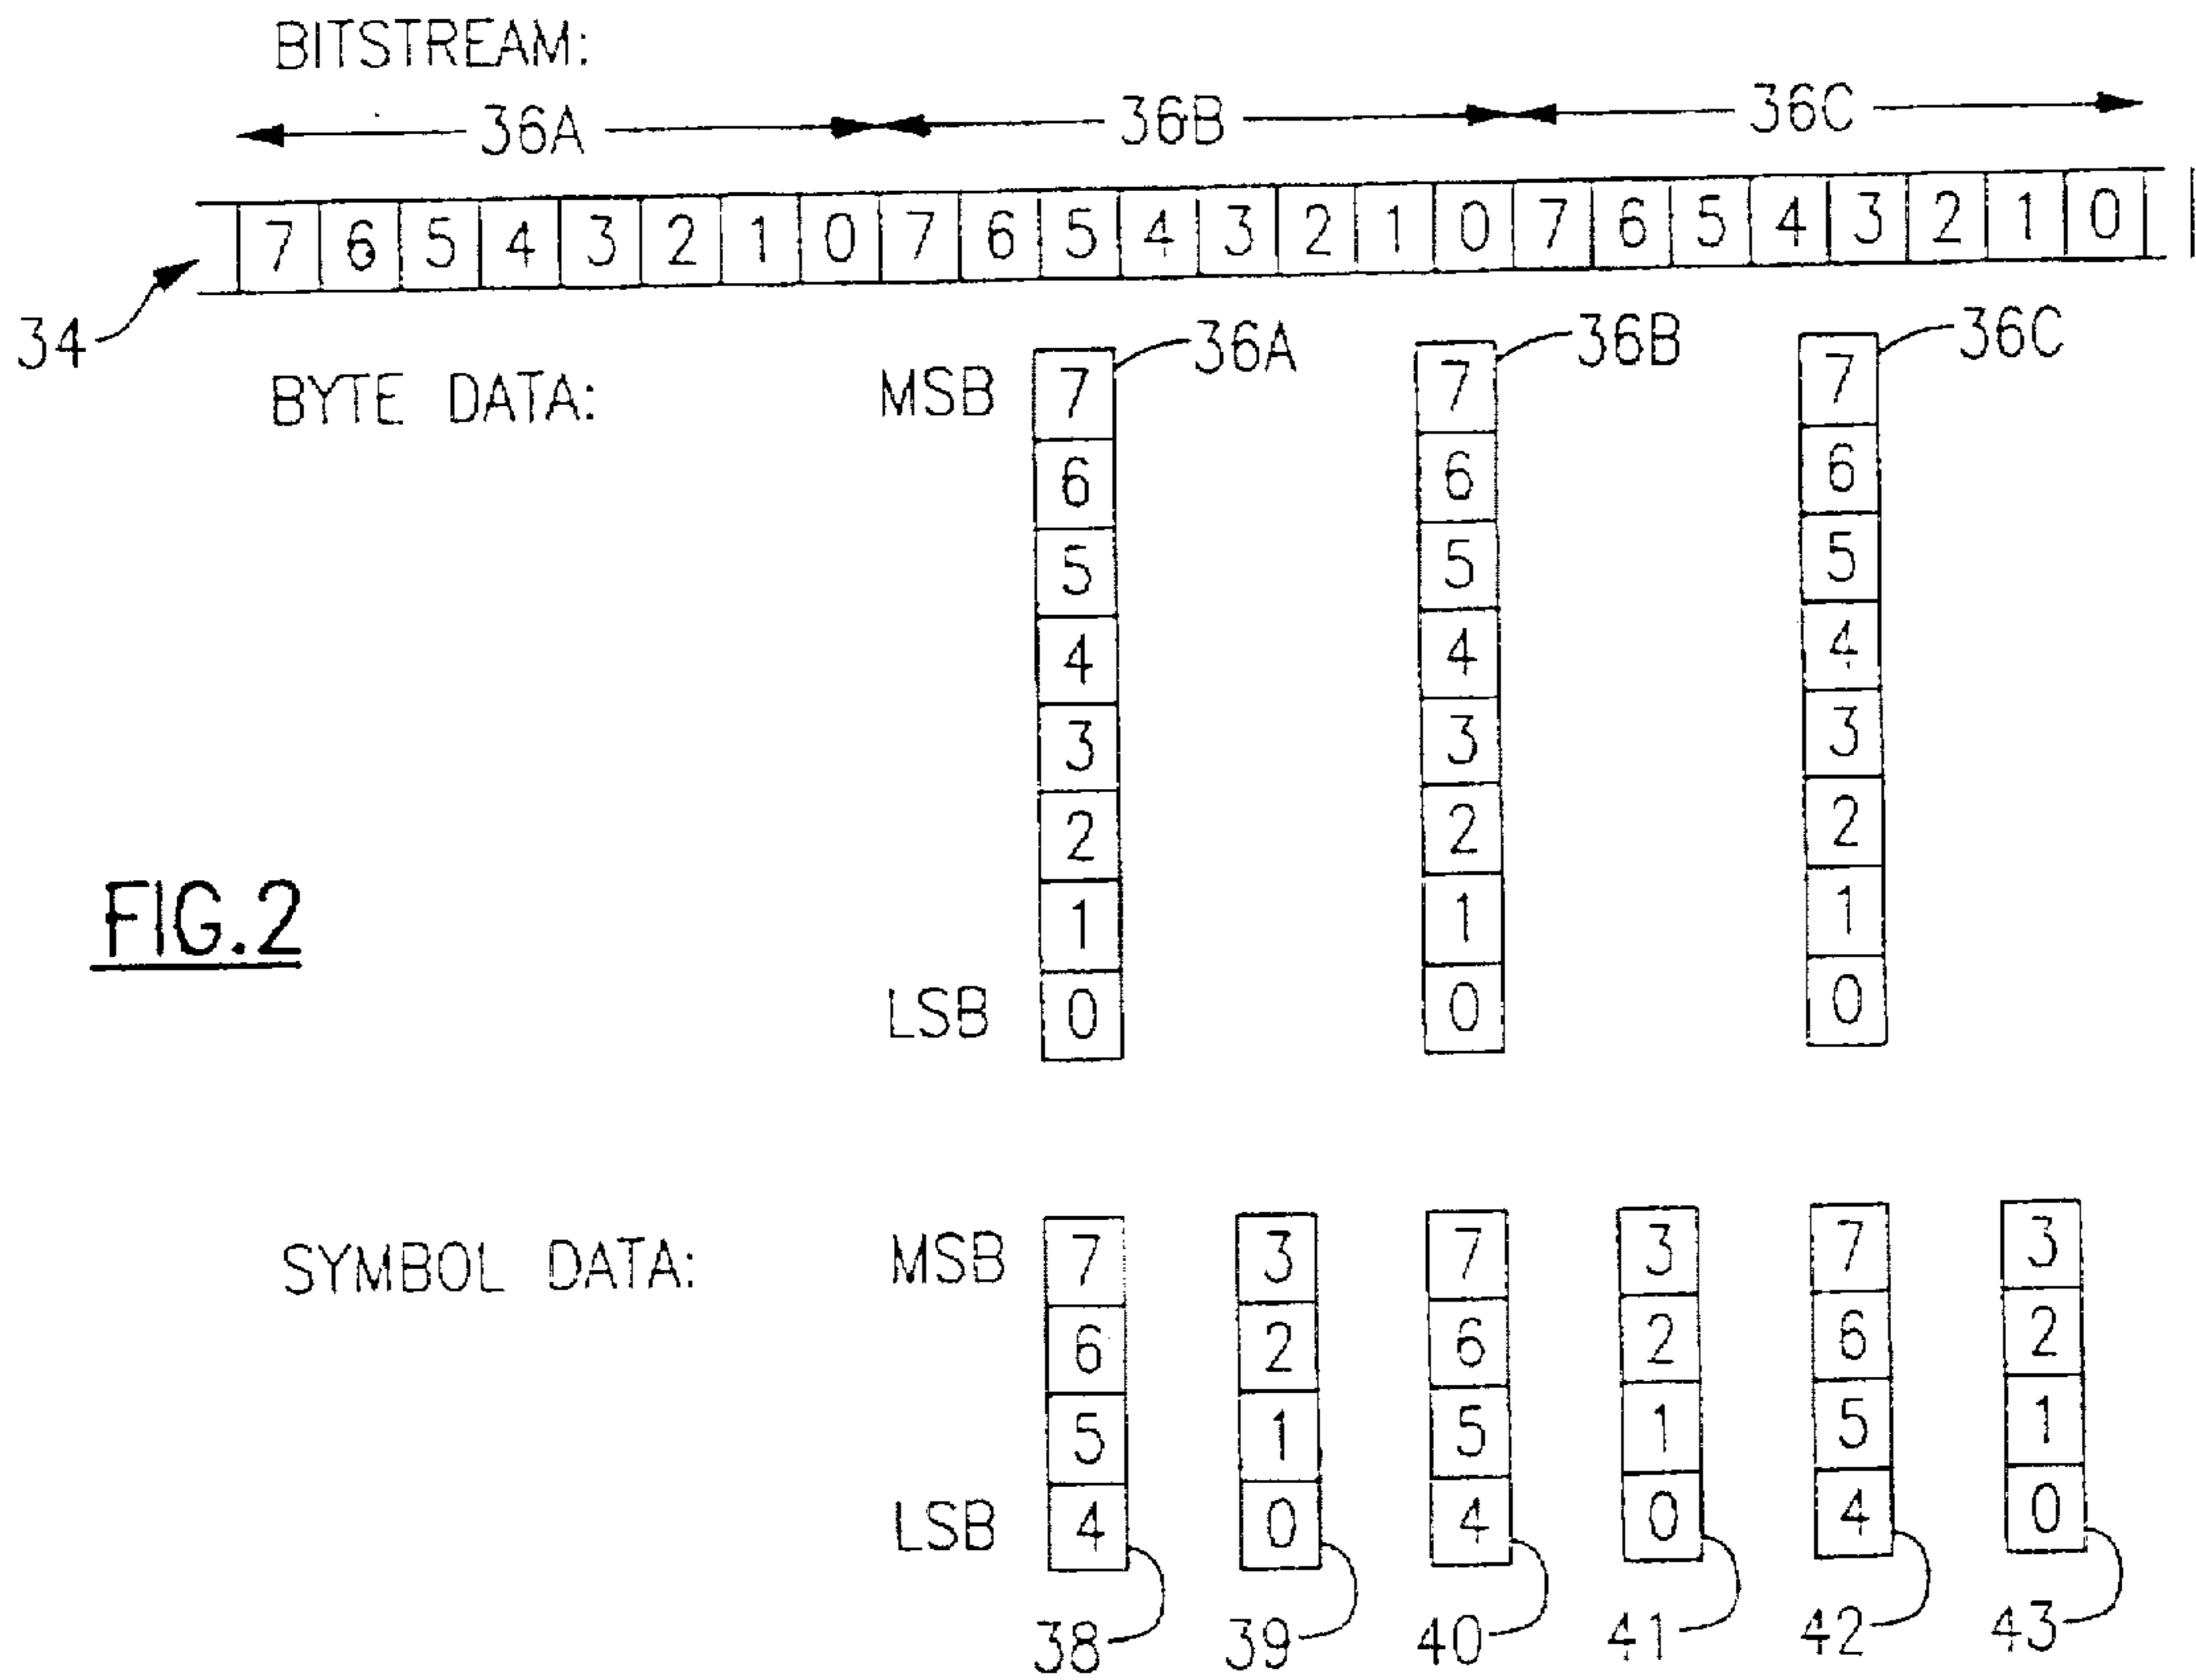 BITSTREAM:
36A 36B 36C
7 6 5 4 3 2 1 0 7 6 5 4 3 2 1 0 7 6 5 4 3 2 1 0
34
36A 36B 36C
BYTE DATA: MSB 7 7 7
6 6 6
5 5 5
4 4 4
3 3 3
2 2 2
FIG.2
1 1 1
LSB 0 0 0
SYMBOL DATA: MSB 7 3 7 3 7 3
6 2 6 2 6 2
5 1 5 1 5 1
LSB 4 0 4 0 4 0
38 39 40 41 42 43